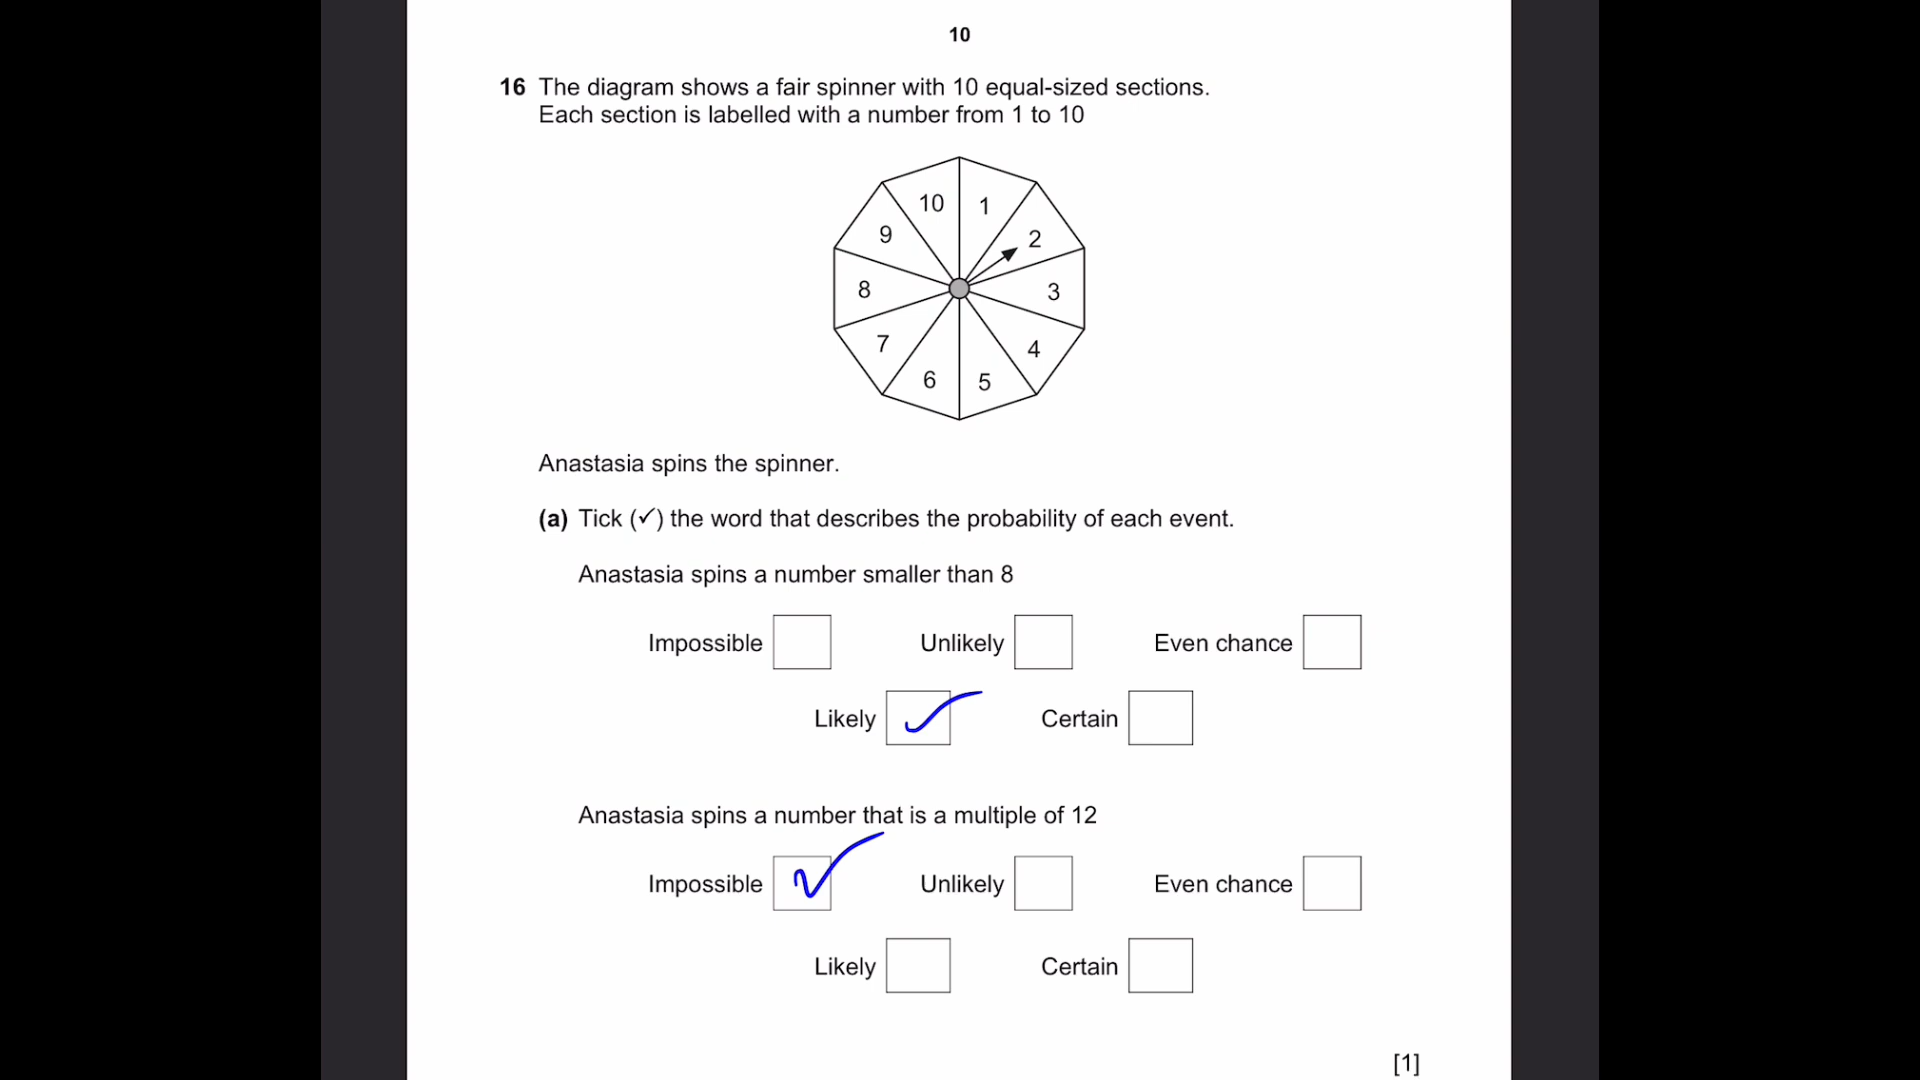 10
16 The diagram shows a fair spinner with 10 equal-sized sections.
Each section is labelled with a number from 1 to 10
10 1
9 2
8 3
7 4
6 5
Anastasia spins the spinner.
(a) Tick (✓) the word that describes the probability of each event.
Anastasia spins a number smaller than 8
Impossible Unlikely Even chance
Likely ✓ Certain
Anastasia spins a number that is a multiple of 12
Impossible ✓ Unlikely Even chance
Likely Certain
[1]